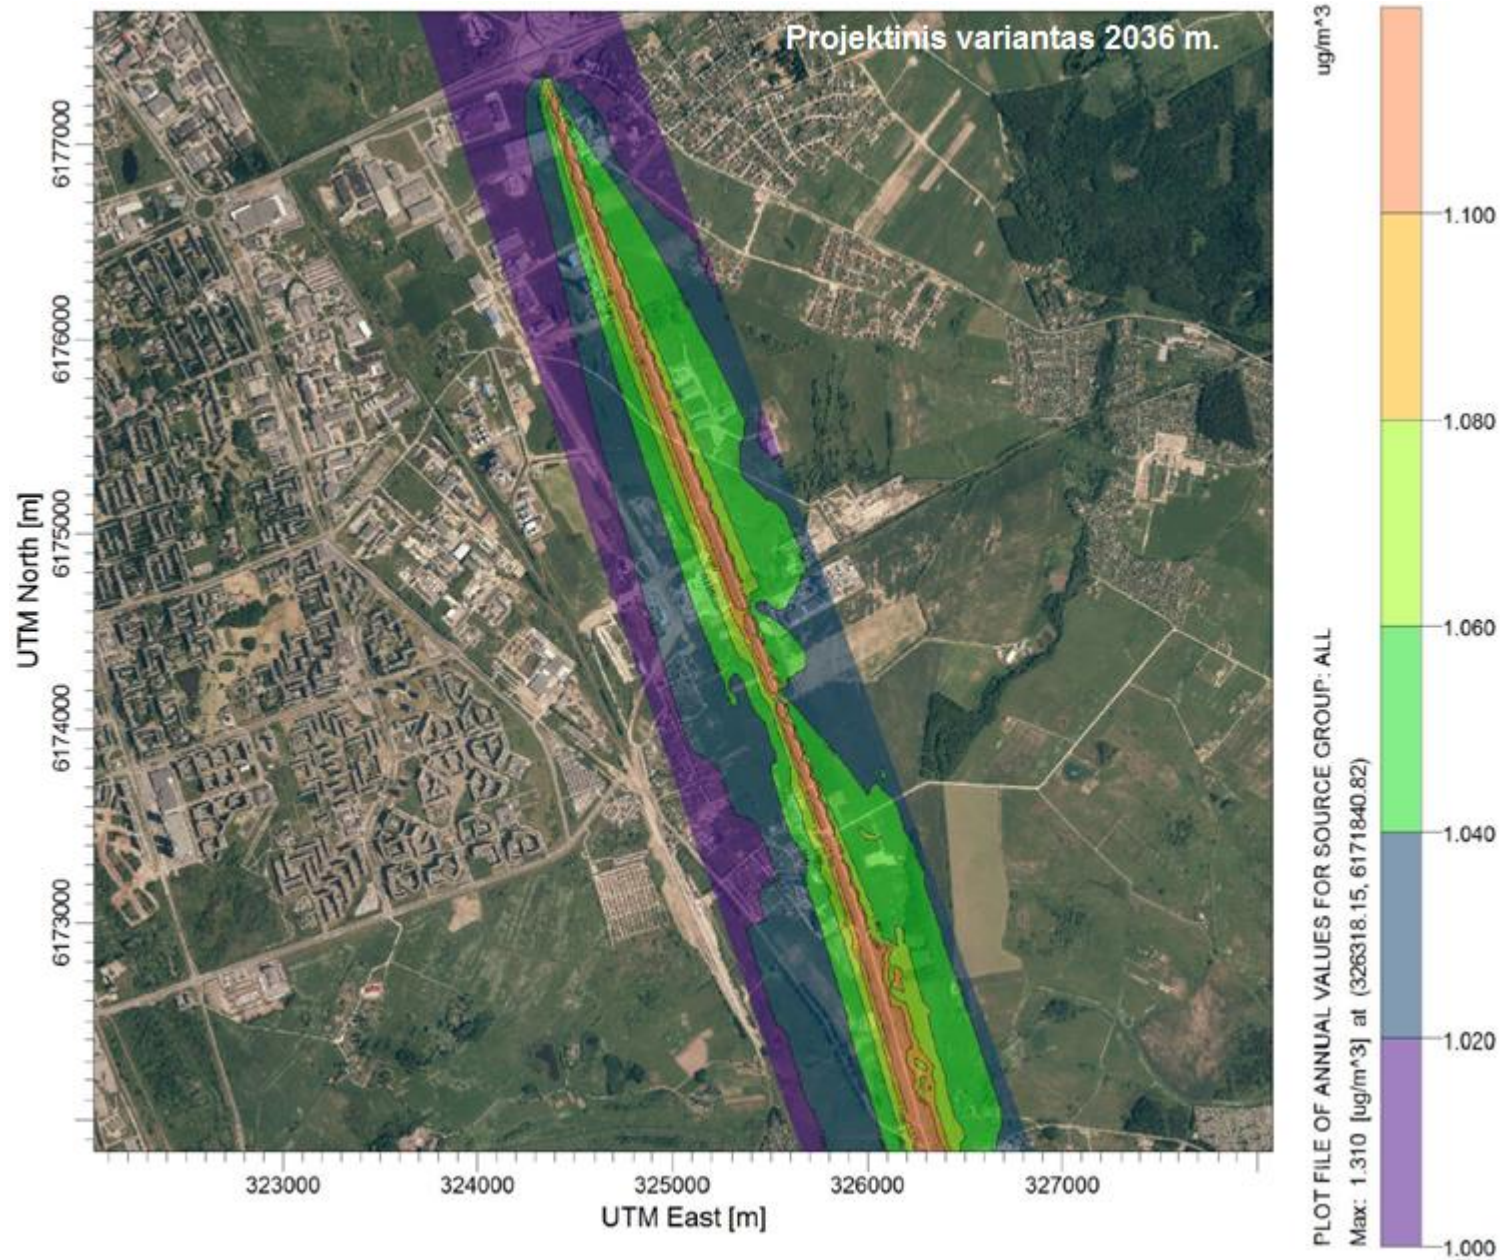 Projektinis variantas 2036 m.
ug/m^3
6177000
6176000
6175000
6174000
6173000
UTM North [m]
323000
324000
325000
326000
327000
UTM East [m]
PLOT FILE OF ANNUAL VALUES FOR SOURCE GROUP: ALL
Max: 1.310 [ug/m^3] at (326318.15, 6171840.82)
1.100
1.080
1.060
1.040
1.020
1.000